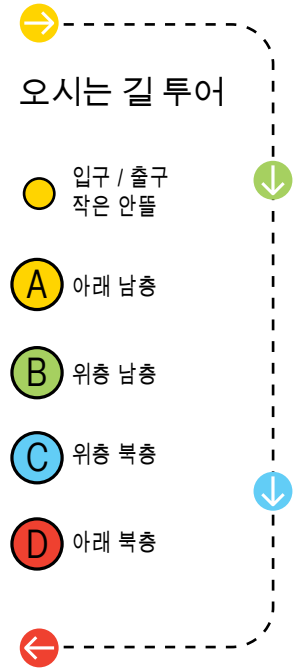 오시는 길 투어
입구 / 출구
작은 안뜰
A 아래 남층
B 위층 남층
C 위층 북층
D 아래 북층